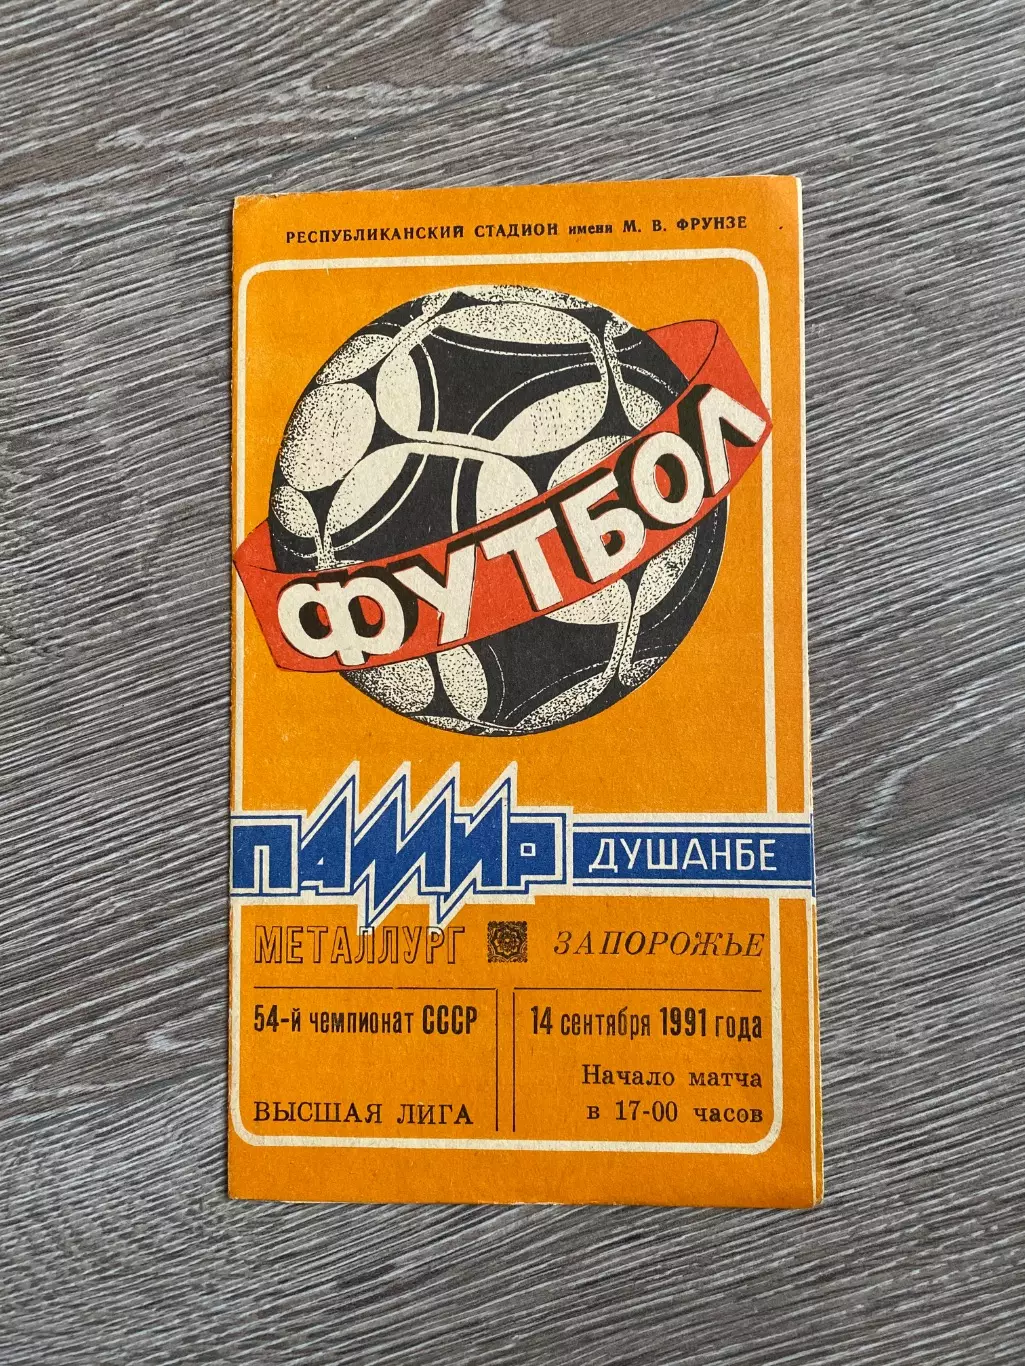 РЕСПУБЛИКАНСКИЙ СТАДИОН имени М. В. ФРУНЗЕ
ФУТБОЛ
ПАМИР ДУШАНБЕ
МЕТАЛЛУРГ ЗАПОРОЖЬЕ
54-й чемпионат СССР
ВЫСШАЯ ЛИГА
14 сентября 1991 года
Начало матча
в 17-00 часов